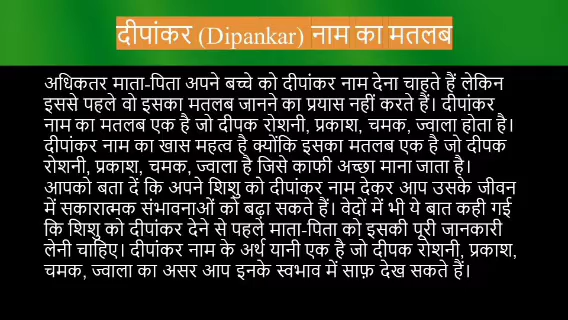 दीपांकर (Dipankar) नाम का मतलब
अधिकतर माता-पिता अपने बच्चे को दीपांकर नाम देना चाहते हैं लेकिन
इससे पहले वो इसका मतलब जानने का प्रयास नहीं करते हैं। दीपांकर
नाम का मतलब एक है जो दीपक रोशनी, प्रकाश, चमक, ज्वाला होता है।
दीपांकर नाम का खास महत्व है क्योंकि इसका मतलब एक है जो दीपक
रोशनी, प्रकाश, चमक, ज्वाला है जिसे काफी अच्छा माना जाता है।
आपको बता दें कि अपने शिशु को दीपांकर नाम देकर आप उसके जीवन
में सकारात्मक संभावनाओं को बढ़ा सकते हैं। वेदों में भी ये बात कही गई
कि शिशु को दीपांकर देने से पहले माता-पिता को इसकी पूरी जानकारी
लेनी चाहिए। दीपांकर नाम के अर्थ यानी एक है जो दीपक रोशनी, प्रकाश,
चमक, ज्वाला का असर आप इनके स्वभाव में साफ़ देख सकते हैं।